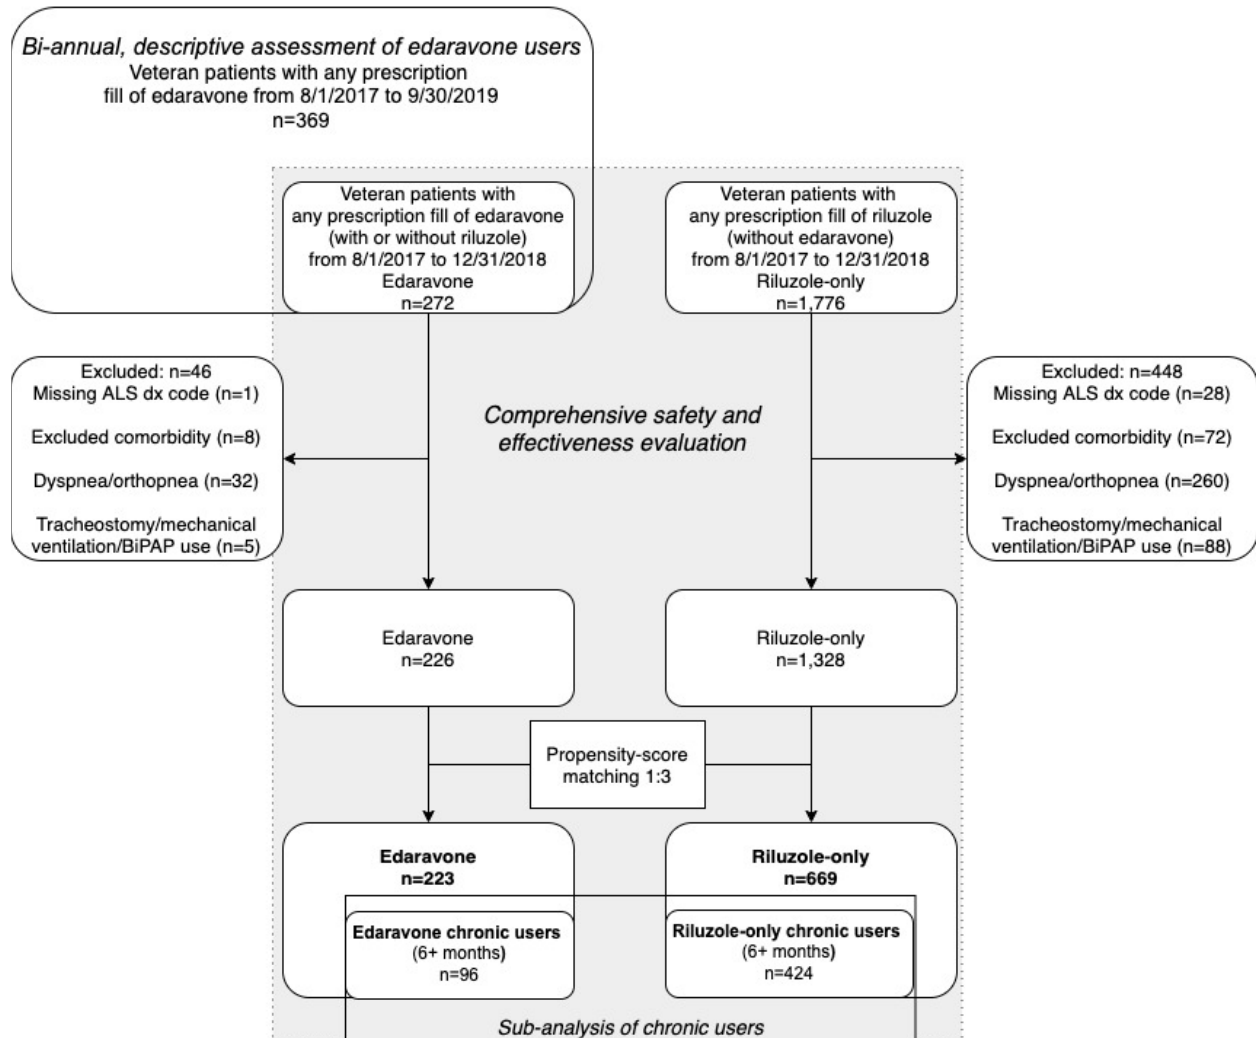 Bi-annual, descriptive assessment of edaravone users
Veteran patients with any prescription
fill of edaravone from 8/1/2017 to 9/30/2019
n=369
Veteran patients with
any prescription fill of edaravone
(with or without riluzole)
from 8/1/2017 to 12/31/2018
Edaravone
n=272
Veteran patients with
any prescription fill of riluzole
(without edaravone)
from 8/1/2017 to 12/31/2018
Riluzole-only
n=1,776
Excluded: n=46
Missing ALS dx code (n=1)
Excluded comorbidity (n=8)
Dyspnea/orthopnea (n=32)
Tracheostomy/mechanical
ventilation/BiPAP use (n=5)
Comprehensive safety and
effectiveness evaluation
Excluded: n=448
Missing ALS dx code (n=28)
Excluded comorbidity (n=72)
Dyspnea/orthopnea (n=260)
Tracheostomy/mechanical
ventilation/BiPAP use (n=88)
Edaravone
n=226
Riluzole-only
n=1,328
Propensity-score
matching 1:3
Edaravone
n=223
Riluzole-only
n=669
Edaravone chronic users
(6+ months)
n=96
Riluzole-only chronic users
(6+ months)
n=424
Sub-analysis of chronic users